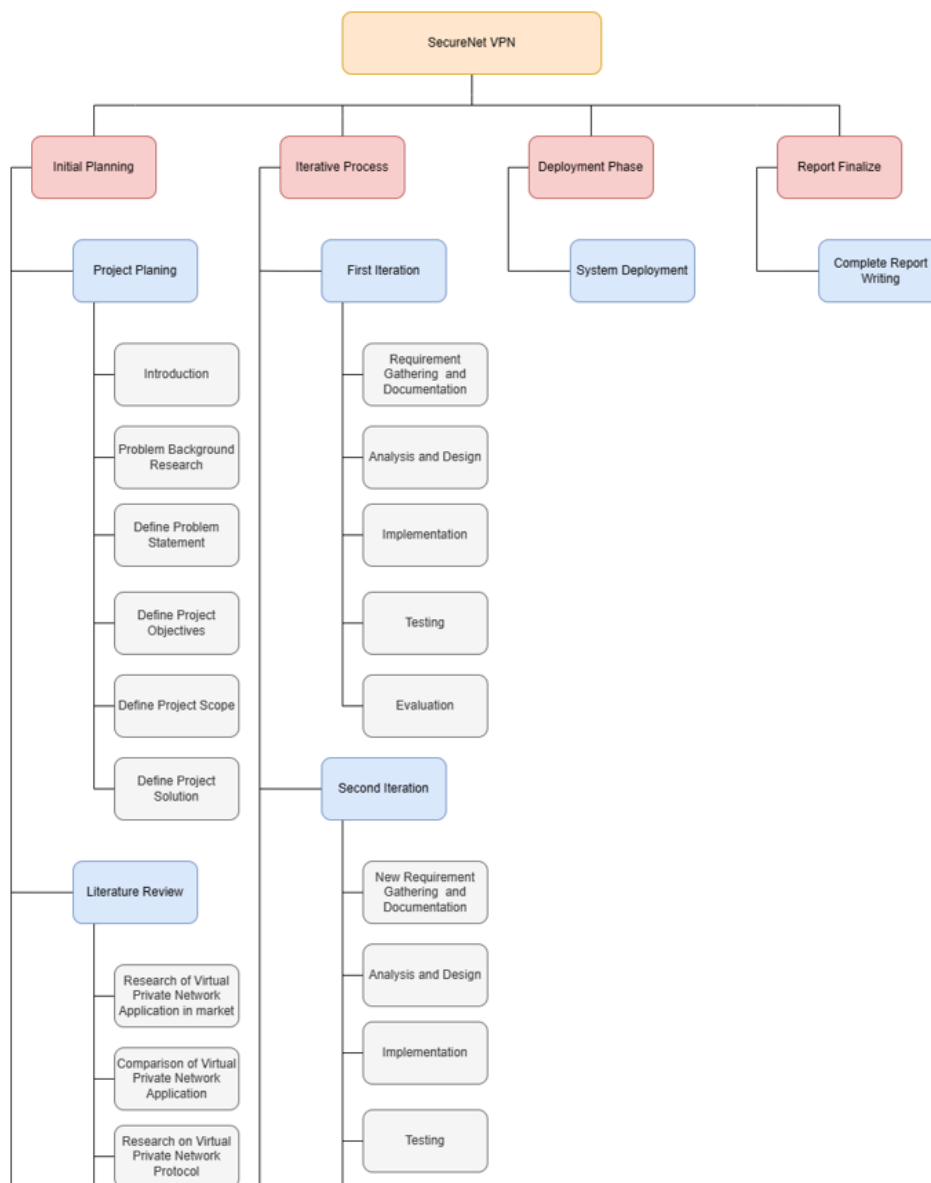 SecureNet VPN
Initial Planning
Iterative Process
Deployment Phase
Report Finalize
Project Planing
First Iteration
System Deployment
Complete Report
Writing
Introduction
Requirement
Gathering and
Documentation
Problem Background
Research
Analysis and Design
Define Problem
Statement
Implementation
Define Project
Objectives
Testing
Define Project Scope
Evaluation
Define Project
Solution
Second Iteration
Literature Review
New Requirement
Gathering and
Documentation
Research of Virtual
Private Network
Application in market
Analysis and Design
Comparison of Virtual
Private Network
Application
Implementation
Research on Virtual
Private Network
Protocol
Testing